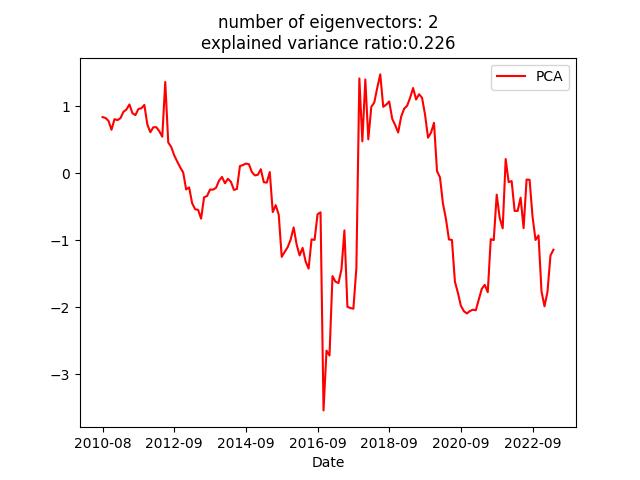 number of eigenvectors: 2
explained variance ratio:0.226
PCA
1
0
−1
−2
−3
2010-08 2012-09 2014-09 2016-09 2018-09 2020-09 2022-09
Date